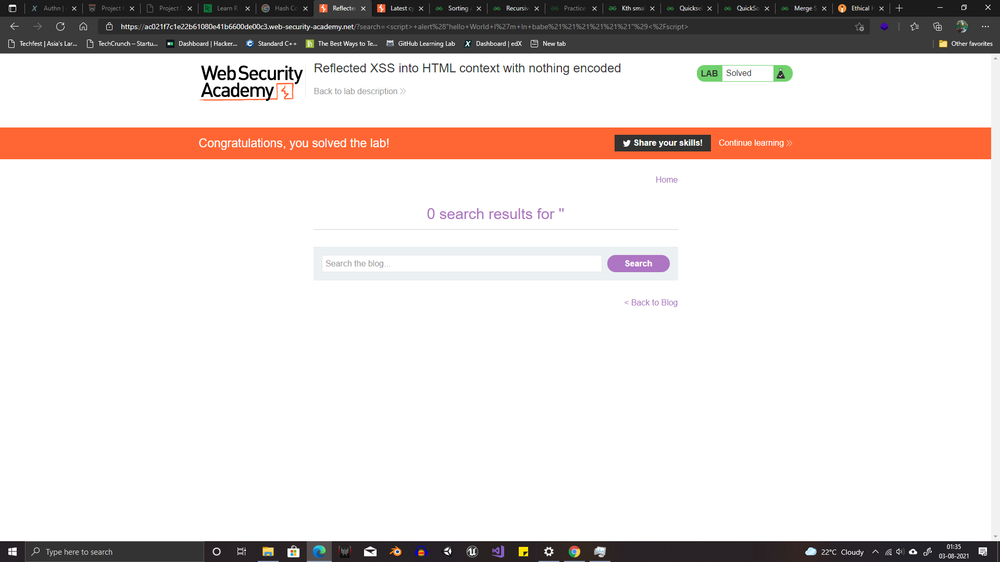 Authn |
Project 6
Project 0
Learn R
Hash Co
Reflecte
Latest cy
Sorting
Recursiv
Practice
Kth smal
Quicksel
QuickSo
Merge S
Ethical H
https://ac021f7c1e22b61080e41b6600de00c3.web-security-academy.net/?search=<script>+alert%28"hello+World+I%27m+In+babe%21%21%21%21%21%21"%29<%2Fscript>
Techfest | Asia's Lar...
TechCrunch – Startu...
Dashboard | Hacker...
Standard C++
The Best Ways to Te...
GitHub Learning Lab
Dashboard | edX
New tab
Other favorites
Web Security
Academy
Reflected XSS into HTML context with nothing encoded
Back to lab description
LAB Solved
Congratulations, you solved the lab!
Share your skills!
Continue learning
Home
0 search results for ''
Search the blog...
Search
< Back to Blog
Type here to search
22°C Cloudy
01:35
03-08-2021